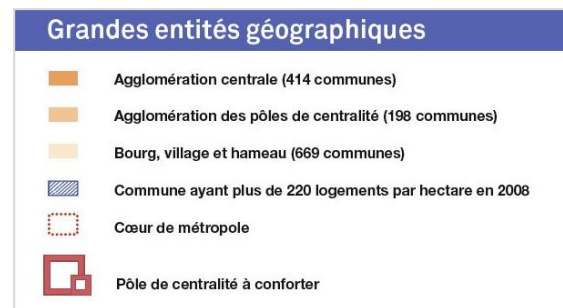 Grandes entités géographiques
Agglomération centrale (414 communes)
Agglomération des pôles de centralité (198 communes)
Bourg, village et hameau (669 communes)
Commune ayant plus de 220 logements par hectare en 2008
Cœur de métropole
Pôle de centralité à conforter